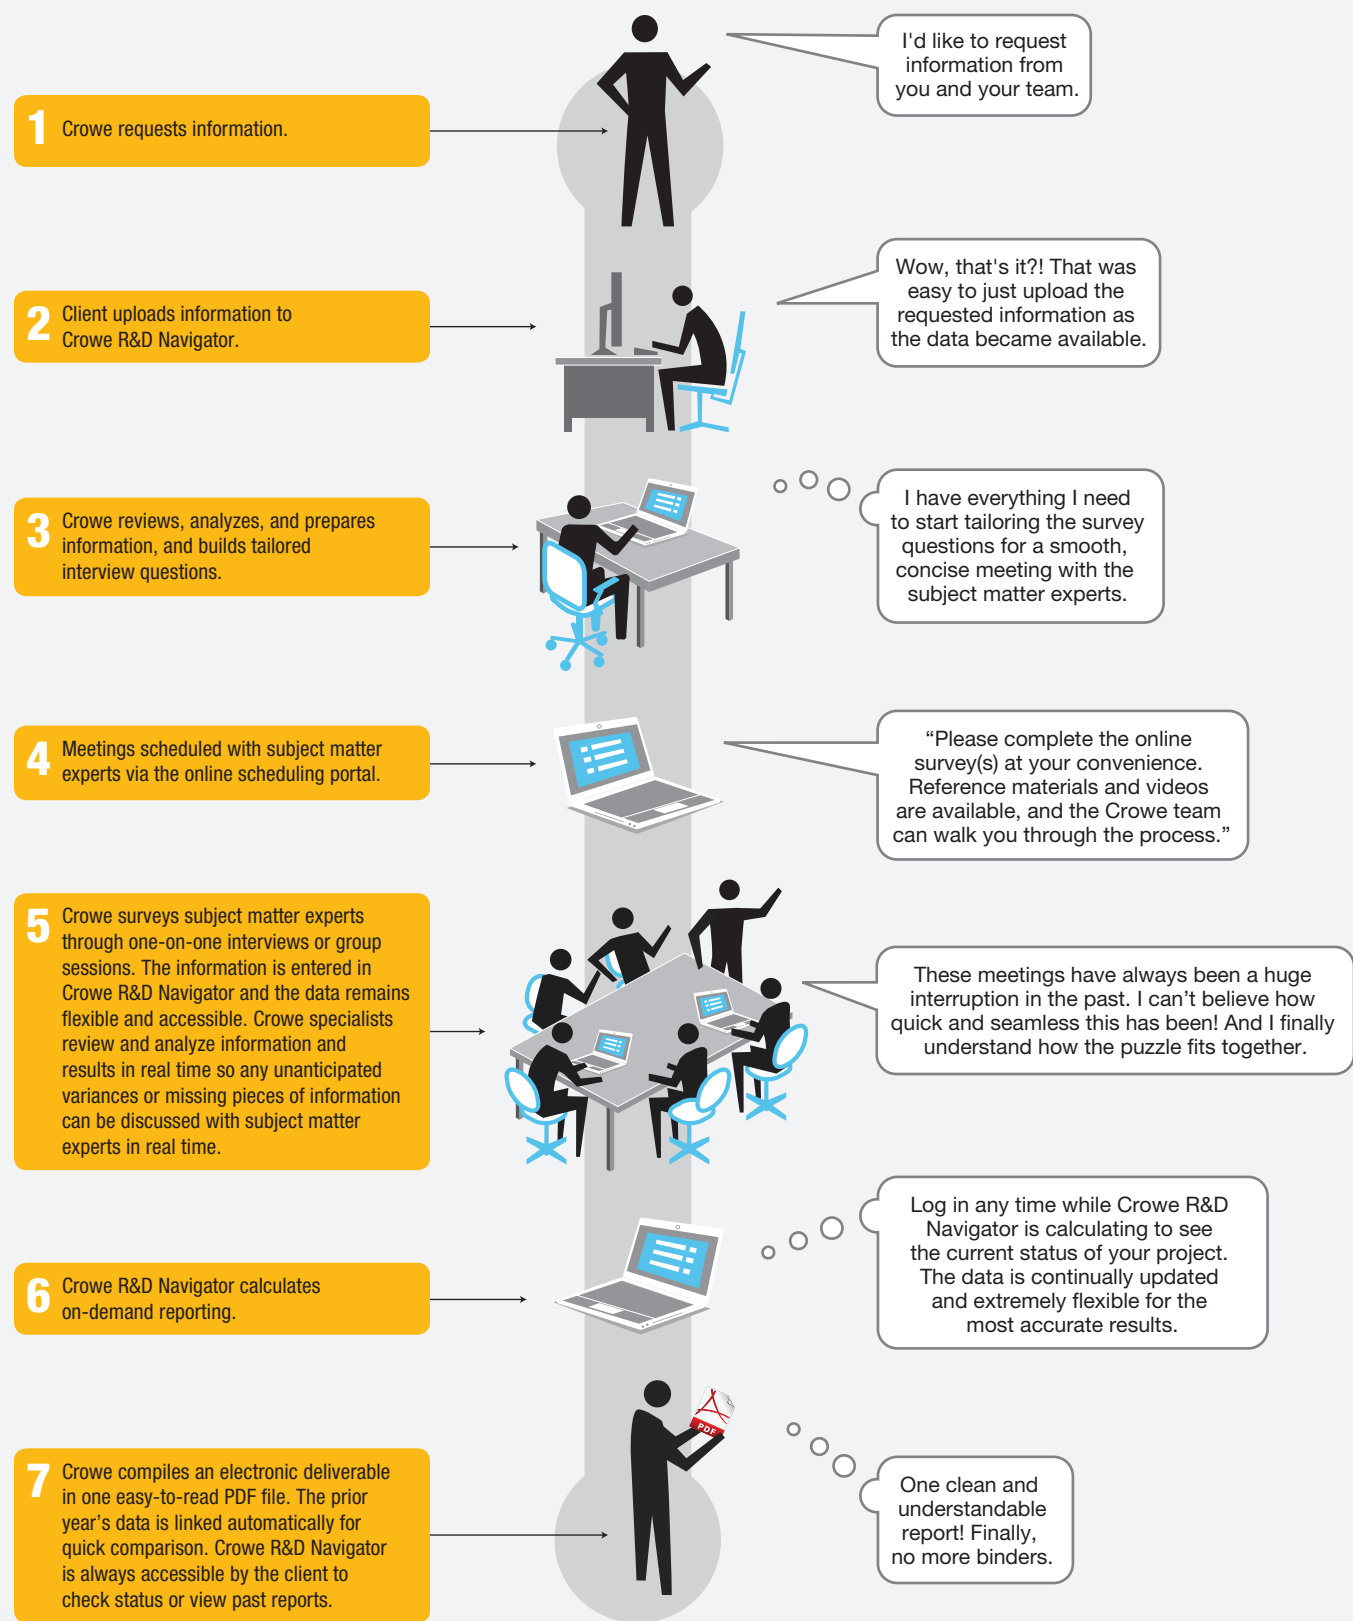 I'd like to request
information from
you and your team.
1 Crowe requests information.
Wow, that's it?! That was
easy to just upload the
requested information as
the data became available.
2 Client uploads information to
Crowe R&D Navigator.
I have everything I need
to start tailoring the survey
questions for a smooth,
concise meeting with the
subject matter experts.
3 Crowe reviews, analyzes, and prepares
information, and builds tailored
interview questions.
4 Meetings scheduled with subject matter
experts via the online scheduling portal.
“Please complete the online
survey(s) at your convenience.
Reference materials and videos
are available, and the Crowe team
can walk you through the process.”
5 Crowe surveys subject matter experts
through one-on-one interviews or group
sessions. The information is entered in
Crowe R&D Navigator and the data remains
flexible and accessible. Crowe specialists
review and analyze information and
results in real time so any unanticipated
variances or missing pieces of information
can be discussed with subject matter
experts in real time.
These meetings have always been a huge
interruption in the past. I can’t believe how
quick and seamless this has been! And I finally
understand how the puzzle fits together.
Log in any time while Crowe R&D
Navigator is calculating to see
the current status of your project.
The data is continually updated
and extremely flexible for the
most accurate results.
6 Crowe R&D Navigator calculates
on-demand reporting.
PDF
7 Crowe compiles an electronic deliverable
in one easy-to-read PDF file. The prior
year’s data is linked automatically for
quick comparison. Crowe R&D Navigator
is always accessible by the client to
check status or view past reports.
One clean and
understandable
report! Finally,
no more binders.